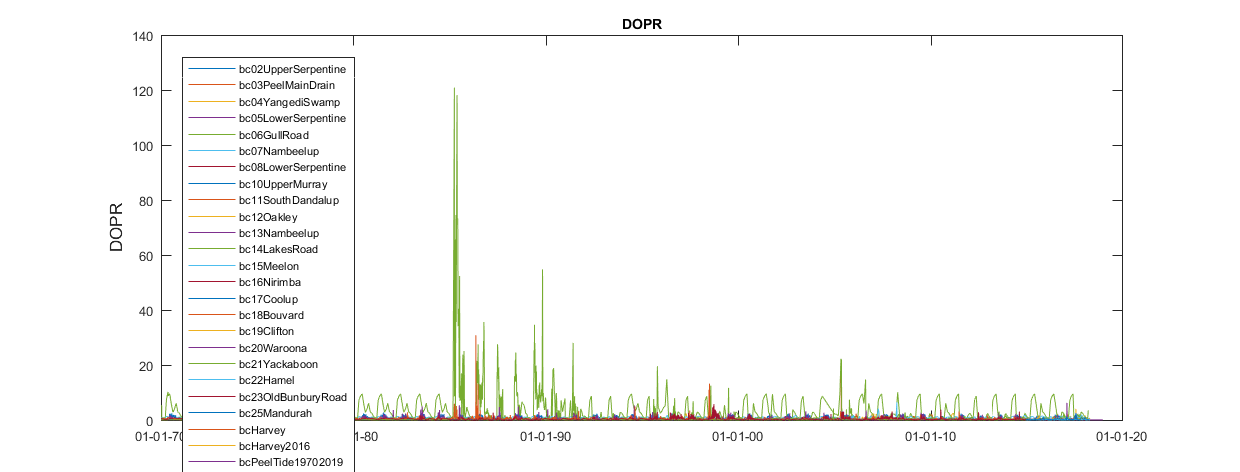 DOPR
140
120
100
80
60
40
20
0
DOPR
bc02UpperSerpentine
bc03PeelMainDrain
bc04YangediSwamp
bc05LowerSerpentine
bc06GullRoad
bc07Nambeelup
bc08LowerSerpentine
bc10UpperMurray
bc11SouthDandalup
bc12Oakley
bc13Nambeelup
bc14LakesRoad
bc15Meelon
bc16Nirimba
bc17Coolup
bc18Bouvard
bc19Clifton
bc20Waroona
bc21Yackaboon
bc22Hamel
bc23OldBunburyRoad
bc25Mandurah
bcHarvey
bcHarvey2016
bcPeelTide19702019
01-01-70
1-80
01-01-90
01-01-00
01-01-10
01-01-20